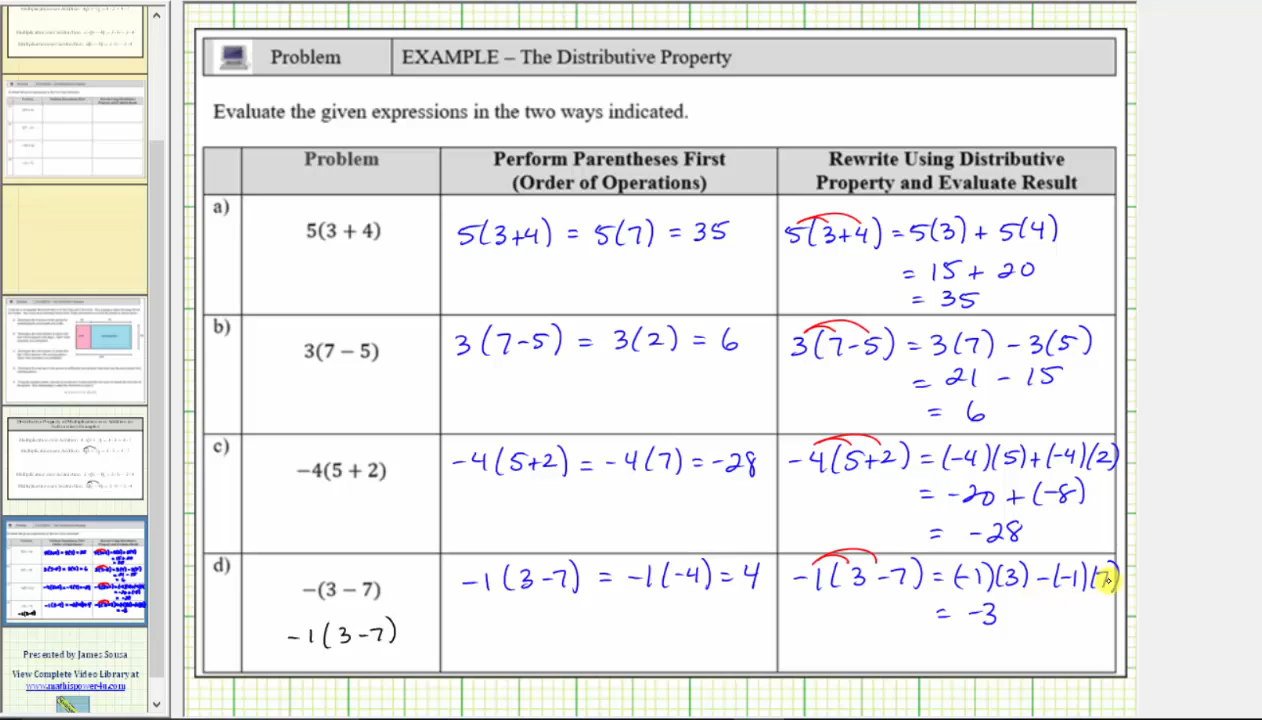 Problem
EXAMPLE – The Distributive Property
Evaluate the given expressions in the two ways indicated.
Problem
Perform Parentheses First
(Order of Operations)
Rewrite Using Distributive
Property and Evaluate Result
a)
5(3 + 4)
5(3+4) = 5(7) = 35
5(3+4) = 5(3) + 5(4)
= 15 + 20
= 35
b)
3(7 − 5)
3(7-5) = 3(2) = 6
3(7-5) = 3(7) - 3(5)
= 21 - 15
= 6
c)
−4(5 + 2)
-4(5+2) = -4(7) = -28
-4(5+2) = (-4)(5)+(-4)(2)
= -20 + (-8)
= -28
d)
−(3 − 7)
-1(3-7)
-1(3-7) = -1(-4) = 4
-1(3-7) = (-1)(3) - (-1)(7)
= -3
Presented by James Sousa
View Complete Video Library at
www.mathispower4u.com